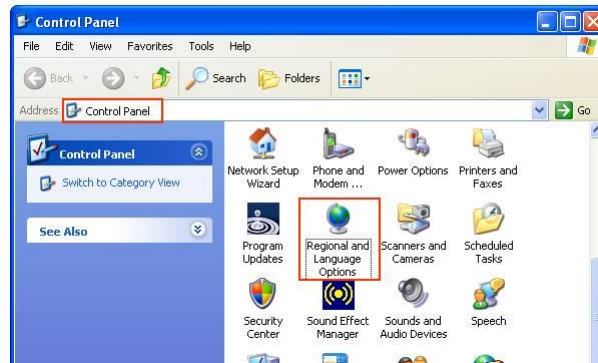 Control Panel
File Edit View Favorites Tools Help
Back Search Folders
Address Control Panel Go
Control Panel
Switch to Category View
See Also
Network Setup Wizard
Phone and Modem ...
Power Options
Printers and Faxes
Program Updates
Regional and Language Options
Scanners and Cameras
Scheduled Tasks
Security Center
Sound Effect Manager
Sounds and Audio Devices
Speech